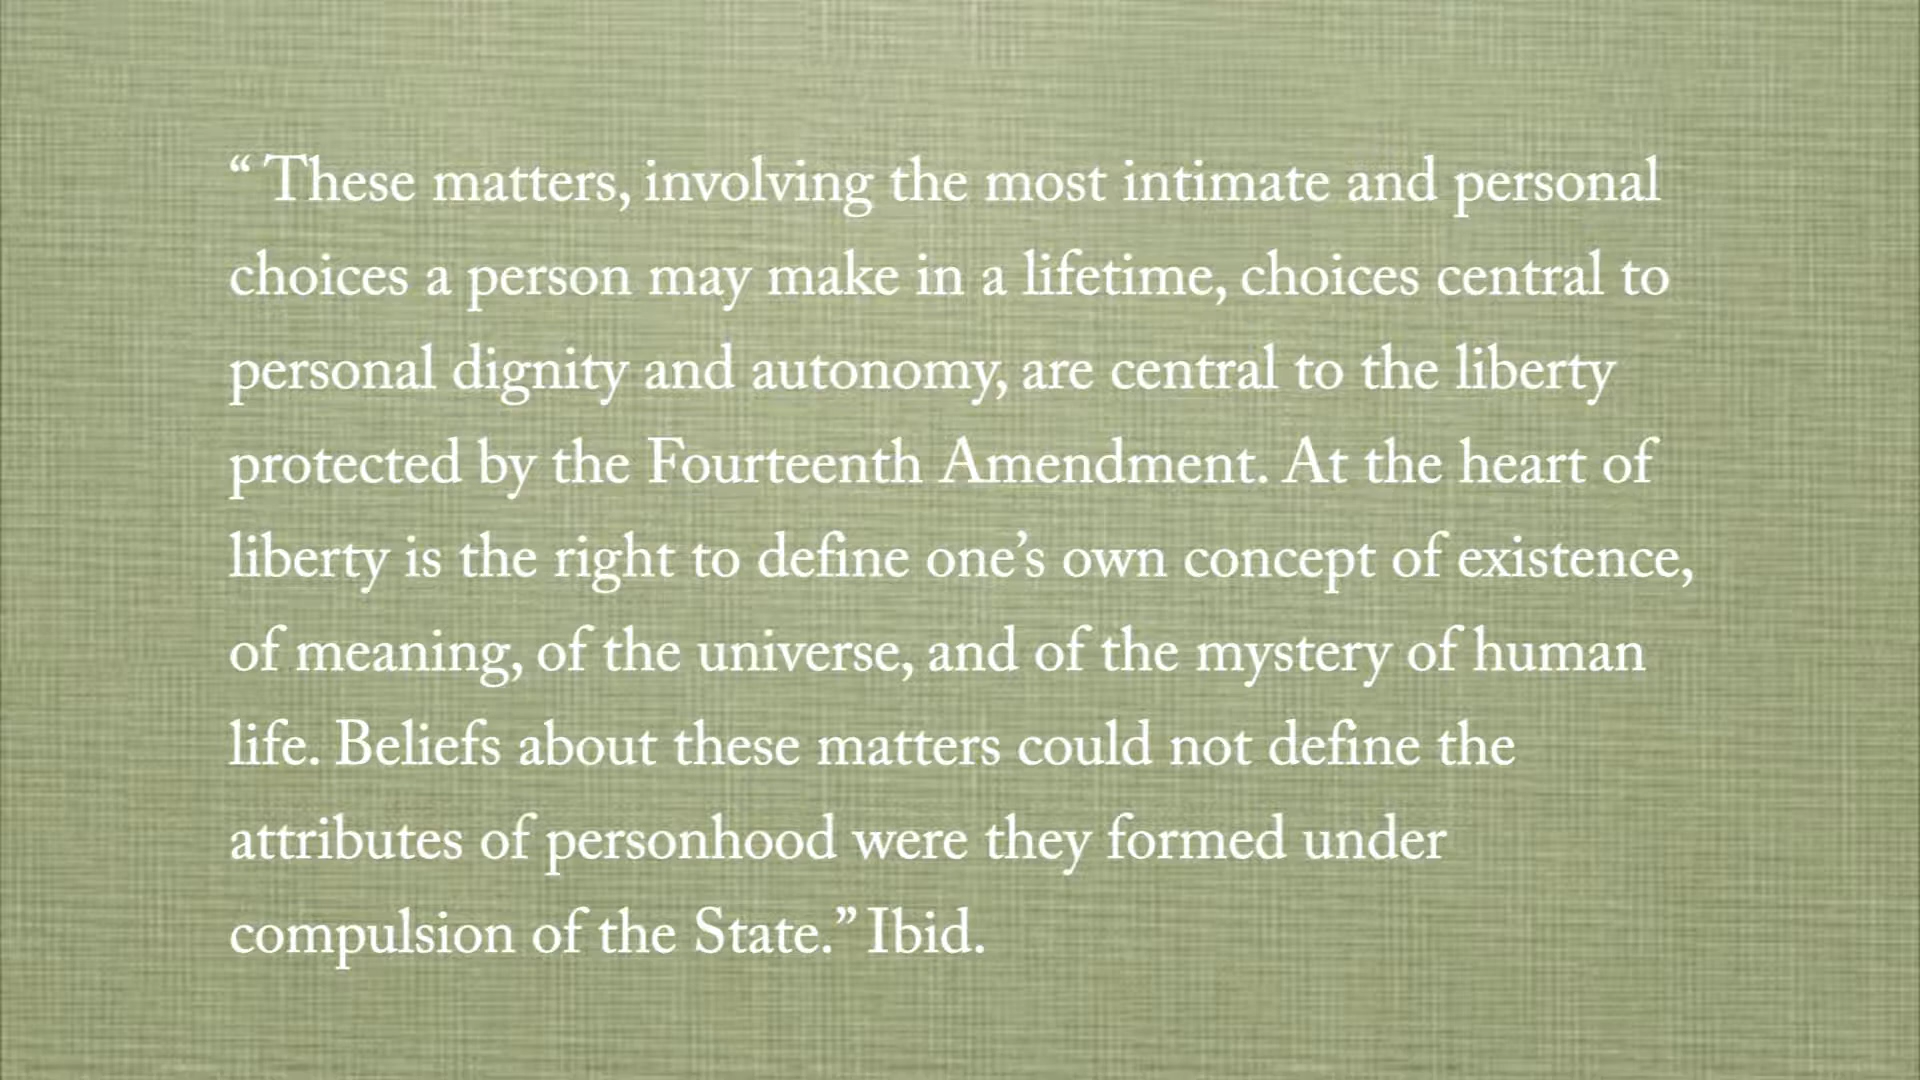 “ These matters, involving the most intimate and personal
choices a person may make in a lifetime, choices central to
personal dignity and autonomy, are central to the liberty
protected by the Fourteenth Amendment. At the heart of
liberty is the right to define one’s own concept of existence,
of meaning, of the universe, and of the mystery of human
life. Beliefs about these matters could not define the
attributes of personhood were they formed under
compulsion of the State.” Ibid.